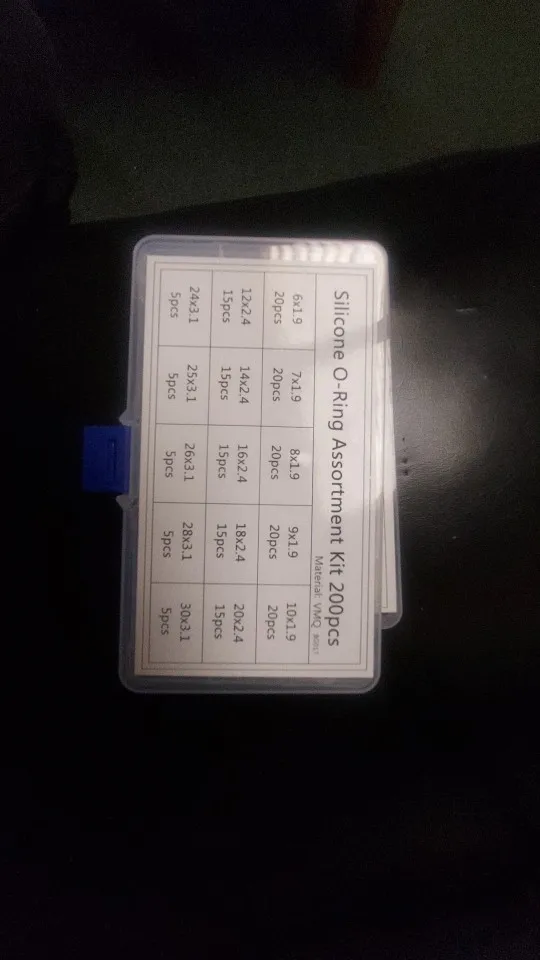 Silicone O-Ring Assortment Kit 200pcs
Material: VMQ
6x1.9 7x1.9 8x1.9 9x1.9 10x1.9
20pcs 20pcs 20pcs 20pcs 20pcs
12x2.4 14x2.4 16x2.4 18x2.4 20x2.4
15pcs 15pcs 15pcs 15pcs 15pcs
24x3.1 25x3.1 26x3.1 28x3.1 30x3.1
5pcs 5pcs 5pcs 5pcs 5pcs